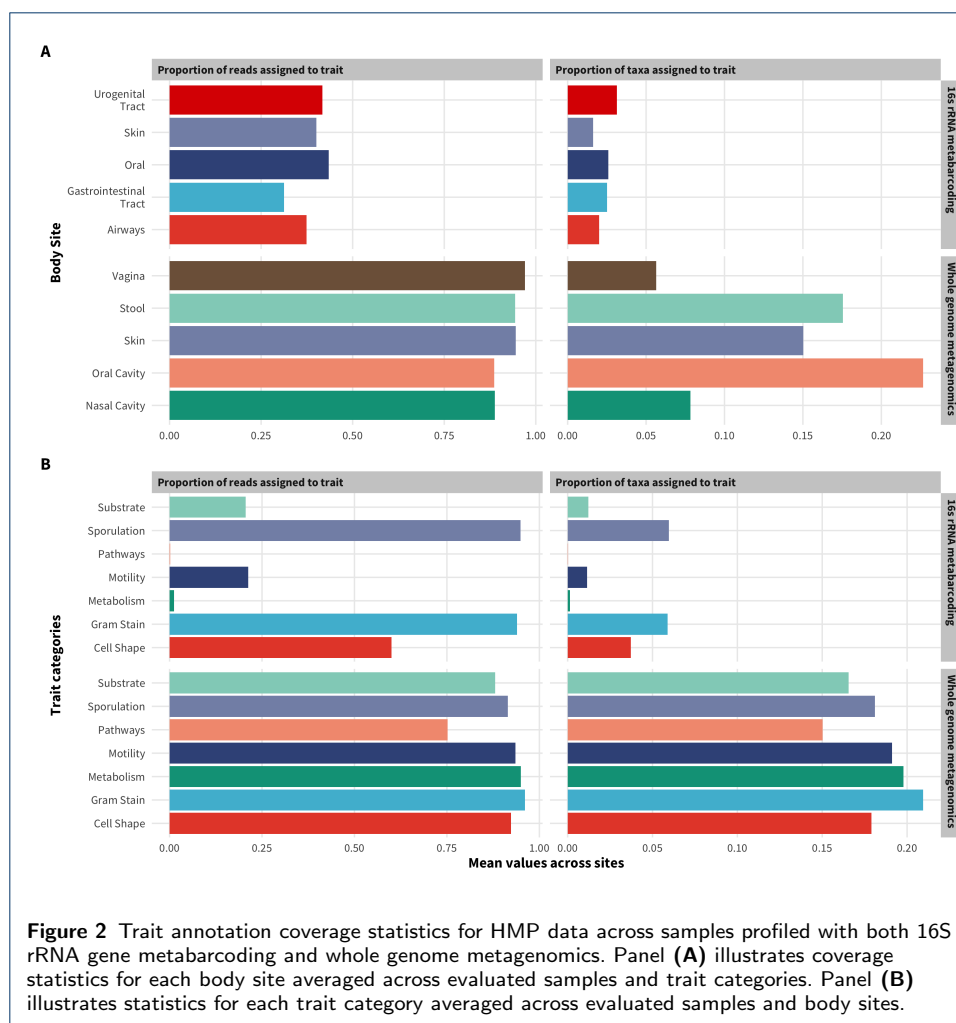 A
Proportion of reads assigned to trait
Proportion of taxa assigned to trait
Urogenital
Tract
Skin
Oral
Gastrointestinal
Tract
Airways
16s rRNA metabarcoding
Body Site
Vagina
Stool
Skin
Oral Cavity
Nasal Cavity
Whole genome metagenomics
0.00 0.25 0.50 0.75 1.00
0.00 0.05 0.10 0.15 0.20
B
Proportion of reads assigned to trait
Proportion of taxa assigned to trait
Substrate
Sporulation
Pathways
Motility
Metabolism
Gram Stain
Cell Shape
16s rRNA metabarcoding
Trait categories
Substrate
Sporulation
Pathways
Motility
Metabolism
Gram Stain
Cell Shape
Whole genome metagenomics
0.00 0.25 0.50 0.75 1.00
0.00 0.05 0.10 0.15 0.20
Mean values across sites
Figure 2 Trait annotation coverage statistics for HMP data across samples profiled with both 16S
rRNA gene metabarcoding and whole genome metagenomics. Panel (A) illustrates coverage
statistics for each body site averaged across evaluated samples and trait categories. Panel (B)
illustrates statistics for each trait category averaged across evaluated samples and body sites.